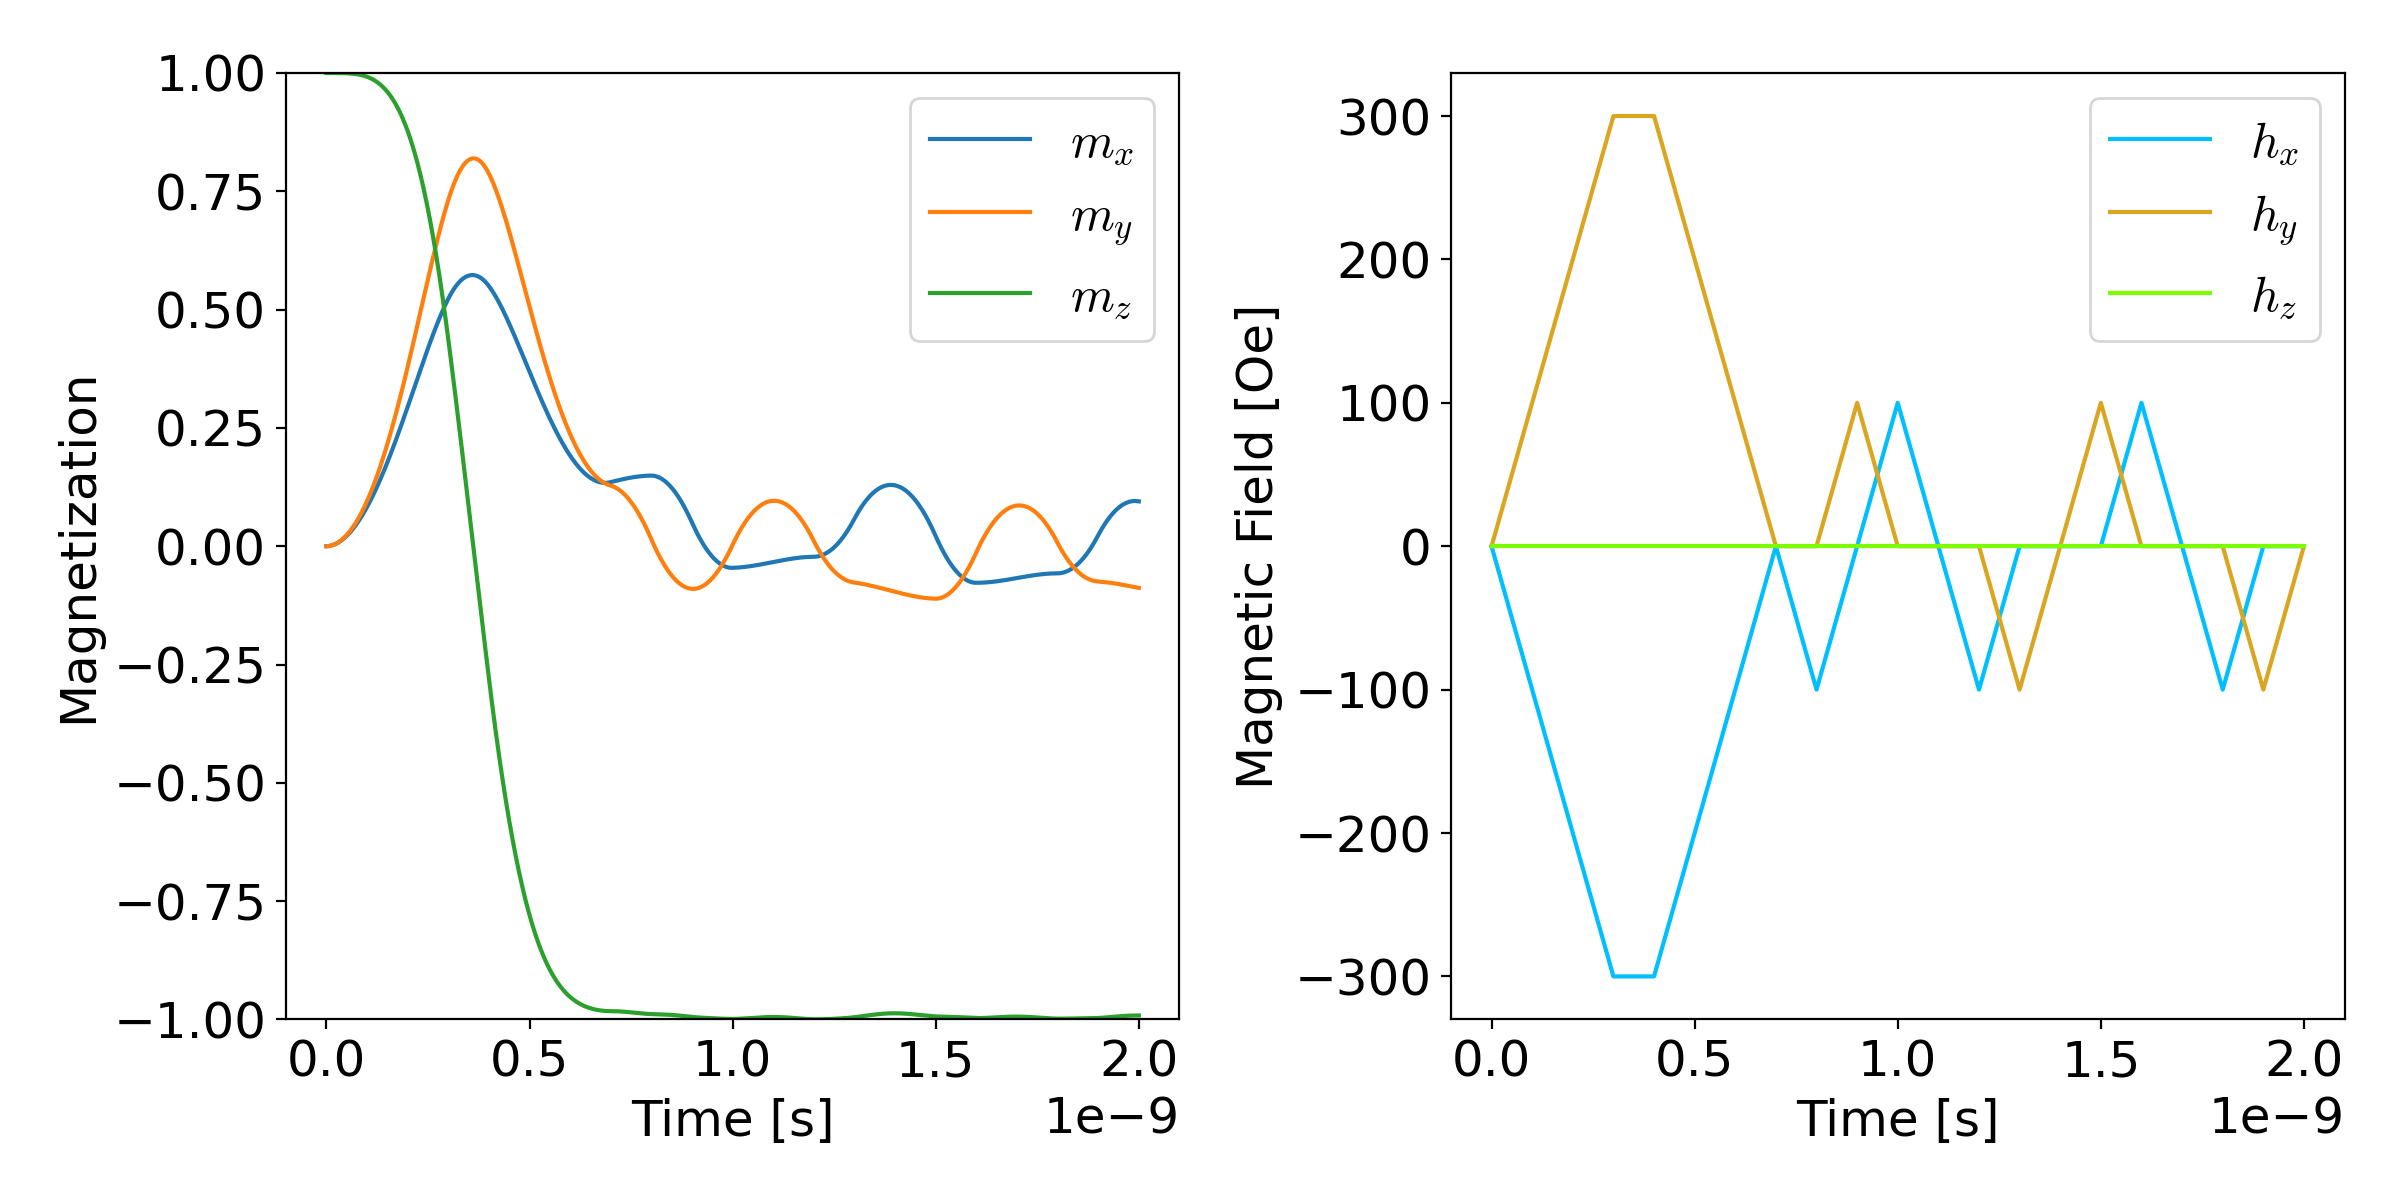 Magnetization
1.00
0.75
0.50
0.25
0.00
−0.25
−0.50
−0.75
−1.00
0.0 0.5 1.0 1.5 2.0
Time [s]
1e−9
m_x
m_y
m_z
Magnetic Field [Oe]
300
200
100
0
−100
−200
−300
0.0 0.5 1.0 1.5 2.0
Time [s]
1e−9
h_x
h_y
h_z